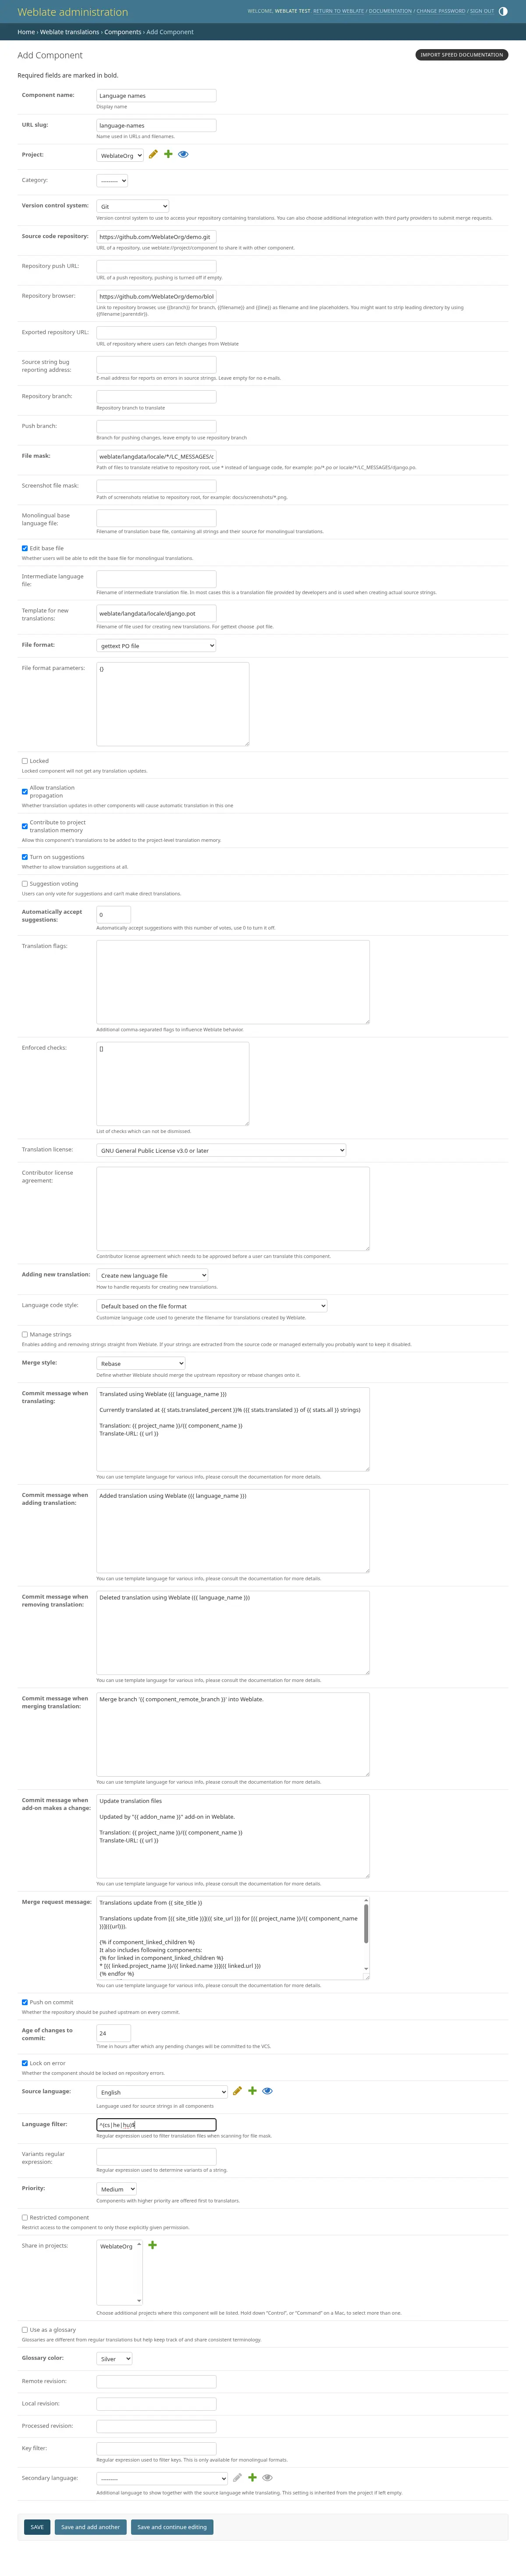 Weblate administration
WELCOME, WEBLATE TEST. RETURN TO WEBLATE / DOCUMENTATION / CHANGE PASSWORD / SIGN OUT
Home › Weblate translations › Components › Add Component
Add Component
IMPORT SPEED DOCUMENTATION
Required fields are marked in bold.
Component name: Language names
Display name
URL slug: language-names
Name used in URLs and filenames.
Project: WeblateOrg
Category: ---------
Version control system: Git
Version control system to use to access your repository containing translations. You can also choose additional integration with third party providers to submit merge requests.
Source code repository: https://github.com/WeblateOrg/demo.git
URL of a repository, use weblate://project/component to share it with other component.
Repository push URL:
URL of a push repository, pushing is turned off if empty.
Repository browser: https://github.com/WeblateOrg/demo/blob
Link to repository browser, use {{branch}} for branch, {{filename}} and {{line}} as filename and line placeholders. You might want to strip leading directory by using
{{filename|parentdir}}.
Exported repository URL:
URL of repository where users can fetch changes from Weblate
Source string bug
reporting address:
E-mail address for reports on errors in source strings. Leave empty for no e-mails.
Repository branch:
Repository branch to translate
Push branch:
Branch for pushing changes, leave empty to use repository branch
File mask: weblate/langdata/locale/*/LC_MESSAGES/d
Path of files to translate relative to repository root, use * instead of language code, for example: po/*.po or locale/*/LC_MESSAGES/django.po.
Screenshot file mask:
Path of screenshots relative to repository root, for example: docs/screenshots/*.png.
Monolingual base
language file:
Filename of translation base file, containing all strings and their source for monolingual translations.
Edit base file
Whether users will be able to edit the base file for monolingual translations.
Intermediate language
file:
Filename of intermediate translation file. In most cases this is a translation file provided by developers and is used when creating actual source strings.
Template for new
translations: weblate/langdata/locale/django.pot
Filename of file used for creating new translations. For gettext choose .pot file.
File format: gettext PO file
File format parameters: {}
Locked
Locked component will not get any translation updates.
Allow translation
propagation
Whether translation updates in other components will cause automatic translation in this one
Contribute to project
translation memory
Allow this component's translations to be added to the project-level translation memory.
Turn on suggestions
Whether to allow translation suggestions at all.
Suggestion voting
Users can only vote for suggestions and can't make direct translations.
Automatically accept
suggestions: 0
Automatically accept suggestions with this number of votes, use 0 to turn it off.
Translation flags:
Additional comma-separated flags to influence Weblate behavior.
Enforced checks: []
List of checks which can not be dismissed.
Translation license: GNU General Public License v3.0 or later
Contributor license
agreement:
Contributor license agreement which needs to be approved before a user can translate this component.
Adding new translation: Create new language file
How to handle requests for creating new translations.
Language code style: Default based on the file format
Customize language code used to generate the filename for translations created by Weblate.
Manage strings
Enables adding and removing strings straight from Weblate. If your strings are extracted from the source code or managed externally you probably want to keep it disabled.
Merge style: Rebase
Define whether Weblate should merge the upstream repository or rebase changes onto it.
Commit message when
translating:
Translated using Weblate ({{ language_name }})
Currently translated at {{ stats.translated_percent }}% ({{ stats.translated }} of {{ stats.all }} strings)
Translation: {{ project_name }}/{{ component_name }}
Translate-URL: {{ url }}
You can use template language for various info, please consult the documentation for more details.
Commit message when
adding translation:
Added translation using Weblate ({{ language_name }})
You can use template language for various info, please consult the documentation for more details.
Commit message when
removing translation:
Deleted translation using Weblate ({{ language_name }})
You can use template language for various info, please consult the documentation for more details.
Commit message when
merging translation:
Merge branch '{{ component_remote_branch }}' into Weblate.
You can use template language for various info, please consult the documentation for more details.
Commit message when
add-on makes a change:
Update translation files
Updated by "{{ addon_name }}" add-on in Weblate.
Translation: {{ project_name }}/{{ component_name }}
Translate-URL: {{ url }}
You can use template language for various info, please consult the documentation for more details.
Merge request message:
Translations update from {{ site_title }}
Translations update from [{{ site_title }}]({{ site_url }}) for [{{ project_name }}/{{ component_name
}}]({{url}}).
{% if component_linked_children %}
It also includes following components:
{% for linked in component_linked_children %}
* [{{ linked.project_name }}/{{ linked.name }}]({{ linked.url }})
{% endfor %}
You can use template language for various info, please consult the documentation for more details.
Push on commit
Whether the repository should be pushed upstream on every commit.
Age of changes to
commit: 24
Time in hours after which any pending changes will be committed to the VCS.
Lock on error
Whether the component should be locked on repository errors.
Source language: English
Language used for source strings in all components
Language filter: ^(cs|he|hu)$
Regular expression used to filter translation files when scanning for file mask.
Variants regular
expression:
Regular expression used to determine variants of a string.
Priority: Medium
Components with higher priority are offered first to translators.
Restricted component
Restrict access to the component to only those explicitly given permission.
Share in projects: WeblateOrg
Choose additional projects where this component will be listed. Hold down "Control", or "Command" on a Mac, to select more than one.
Use as a glossary
Glossaries are different from regular translations but help keep track of and share consistent terminology.
Glossary color: Silver
Remote revision:
Local revision:
Processed revision:
Key filter:
Regular expression used to filter keys. This is only available for monolingual formats.
Secondary language: ---------
Additional language to show together with the source language while translating. This setting is inherited from the project if left empty.
SAVE Save and add another Save and continue editing